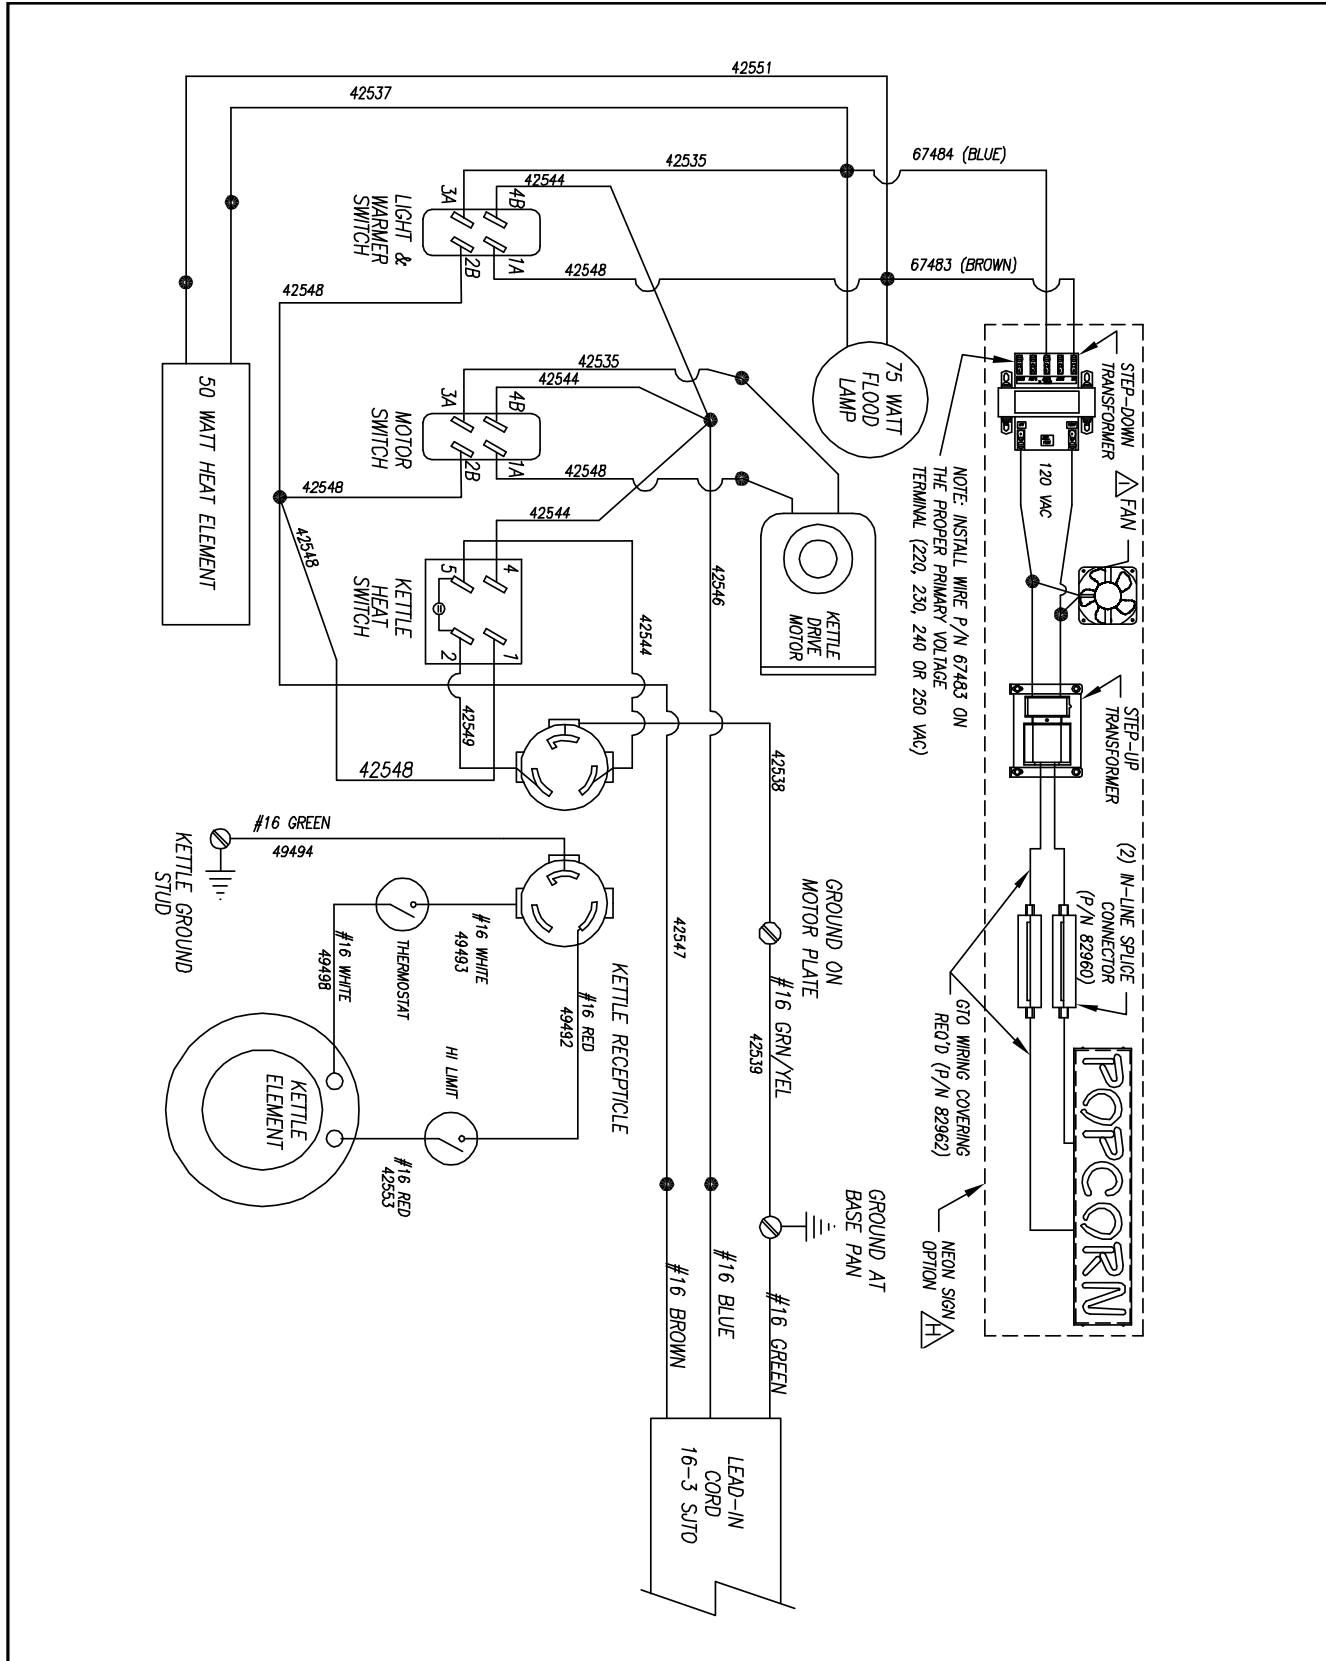 42551
42537
42535
67484 (BLUE)
42544
3A
4B
LIGHT &
WARMER
SWITCH
2B
1A
42548
67483 (BROWN)
42548
STEP-DOWN
TRANSFORMER
75 WATT
FLOOD
LAMP
42535
42544
3A
4B
MOTOR
SWITCH
2B
1A
42548
42548
50 WATT HEAT ELEMENT
120 VAC
1
FAN
NOTE: INSTALL WIRE P/N 67483 ON
THE PROPER PRIMARY VOLTAGE
TERMINAL (220, 230, 240 OR 250 VAC)
42544
42548
5
4
KETTLE
HEAT
SWITCH
2
1
42546
42544
KETTLE
DRIVE
MOTOR
STEP-UP
TRANSFORMER
42549
42548
42538
#16 GREEN
49494
KETTLE GROUND
STUD
(2) IN-LINE SPLICE
CONNECTOR
(P/N 82960)
GROUND ON
MOTOR PLATE
42547
#16 WHITE
49493
THERMOSTAT
#16 WHITE
49498
KETTLE RECEPTICLE
#16 RED
49492
#16 GRN/YEL
42539
GTO WIRING COVERING
REQ'D (P/N 82962)
POPCORN
HI LIMIT
KETTLE
ELEMENT
#16 RED
42553
GROUND AT
BASE PAN
NEON SIGN
OPTION
H
#16 BLUE
#16 BROWN
#16 GREEN
LEAD-IN
CORD
16-3 SJTO